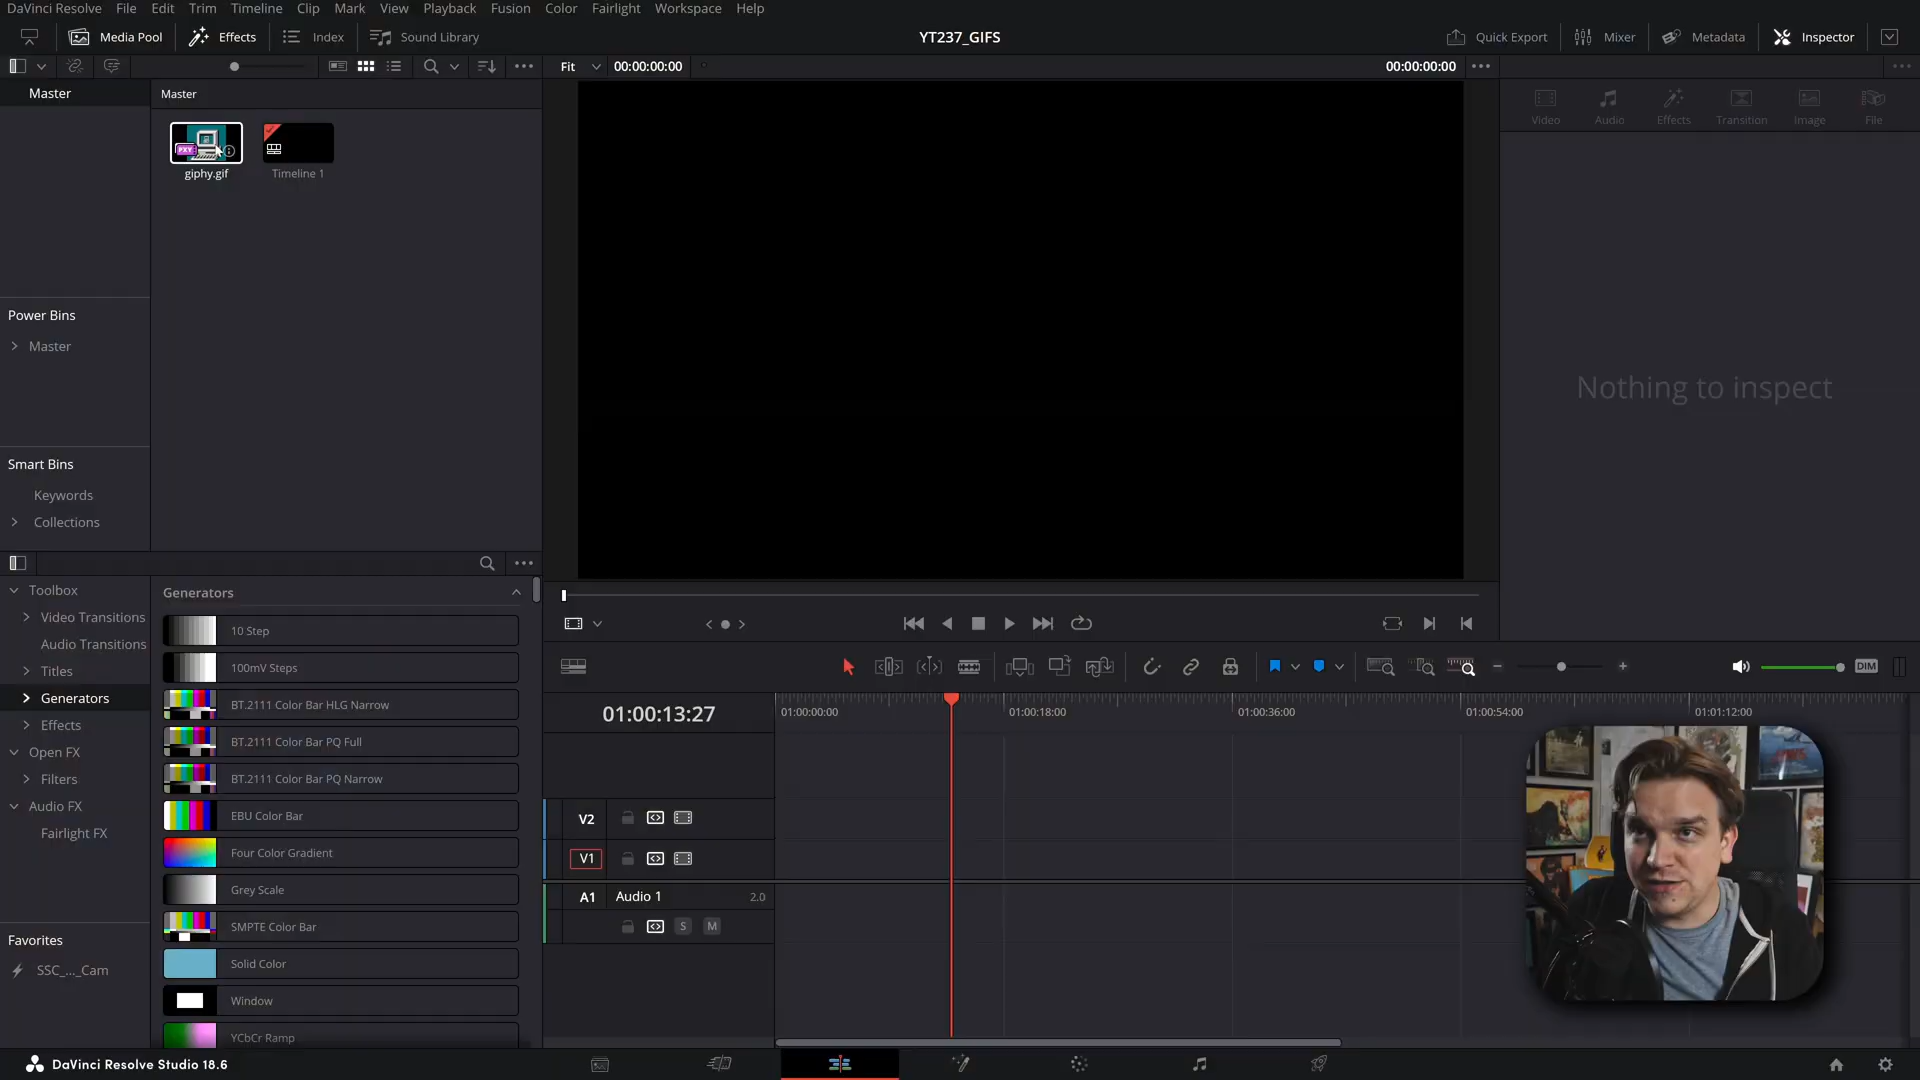 DaVinci Resolve File Edit Trim Timeline Clip Mark View Playback Fusion Color Fairlight Workspace Help
Media Pool Effects Index Sound Library YT237_GIFS Quick Export Mixer Metadata Inspector
Fit 00:00:00:00 00:00:00:00
Master
Master
Video Audio Effects Transition Image File
PXY
giphy.gif Timeline 1
Power Bins
Master
Nothing to inspect
Smart Bins
Keywords
Collections
Toolbox
Video Transitions
Audio Transitions
Titles
Generators
Effects
Open FX
Filters
Audio FX
Fairlight FX
Favorites
SSC_..._Cam
Generators
10 Step
100mV Steps
BT.2111 Color Bar HLG Narrow
BT.2111 Color Bar PQ Full
BT.2111 Color Bar PQ Narrow
EBU Color Bar
Four Color Gradient
Grey Scale
SMPTE Color Bar
Solid Color
Window
YCbCr Ramp
DIM
01:00:13:27
01:00:00:00 01:00:18:00 01:00:36:00 01:00:54:00 01:01:12:00
V2
V1
A1 Audio 1 2.0
S M
DaVinci Resolve Studio 18.6